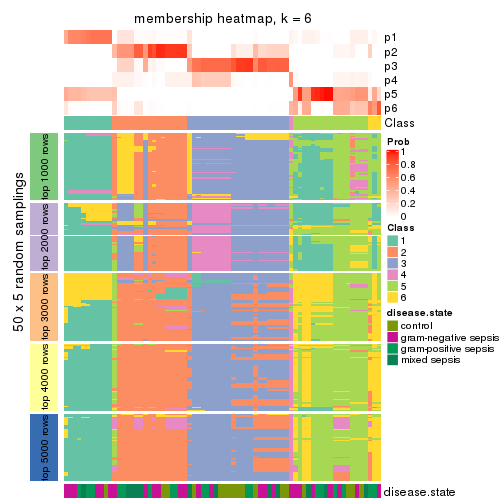 membership heatmap, k = 6
p1
p2
p3
p4
p5
p6
Class
50 x 5 random samplings
top 1000 rows
top 2000 rows
top 3000 rows
top 4000 rows
top 5000 rows
disease.state
Prob
1
0.8
0.6
0.4
0.2
0
Class
1
2
3
4
5
6
disease.state
control
gram-negative sepsis
gram-positive sepsis
mixed sepsis